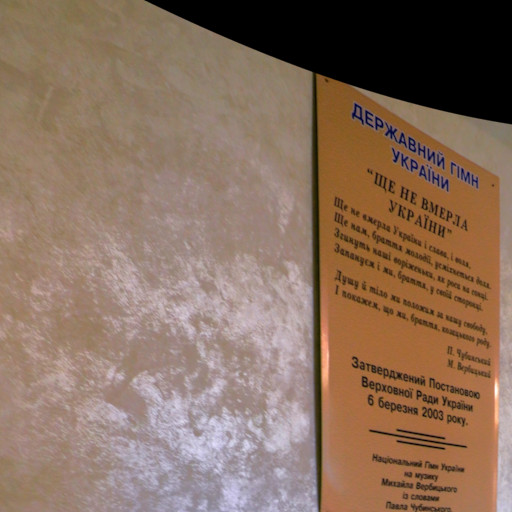 ДЕРЖАВНИЙ ГІМН
УКРАЇНИ
“ЩЕ НЕ ВМЕРЛА
УКРАЇНИ”
Ще не вмерла України і слава, і воля,
Ще нам, браття молодії, усміхнеться доля.
Згинуть наші воріженьки, як роса на сонці.
Запануєм і ми, браття, у своїй сторонці.
Душу й тіло ми положим за нашу свободу,
І покажем, що ми, браття, козацького роду.
П. Чубинський
М. Вербицький
Затверджений Постановою
Верховної Ради України
6 березня 2003 року.
Національний Гімн України
на музику
Михайла Вербицького
із словами
Павла Чубинського